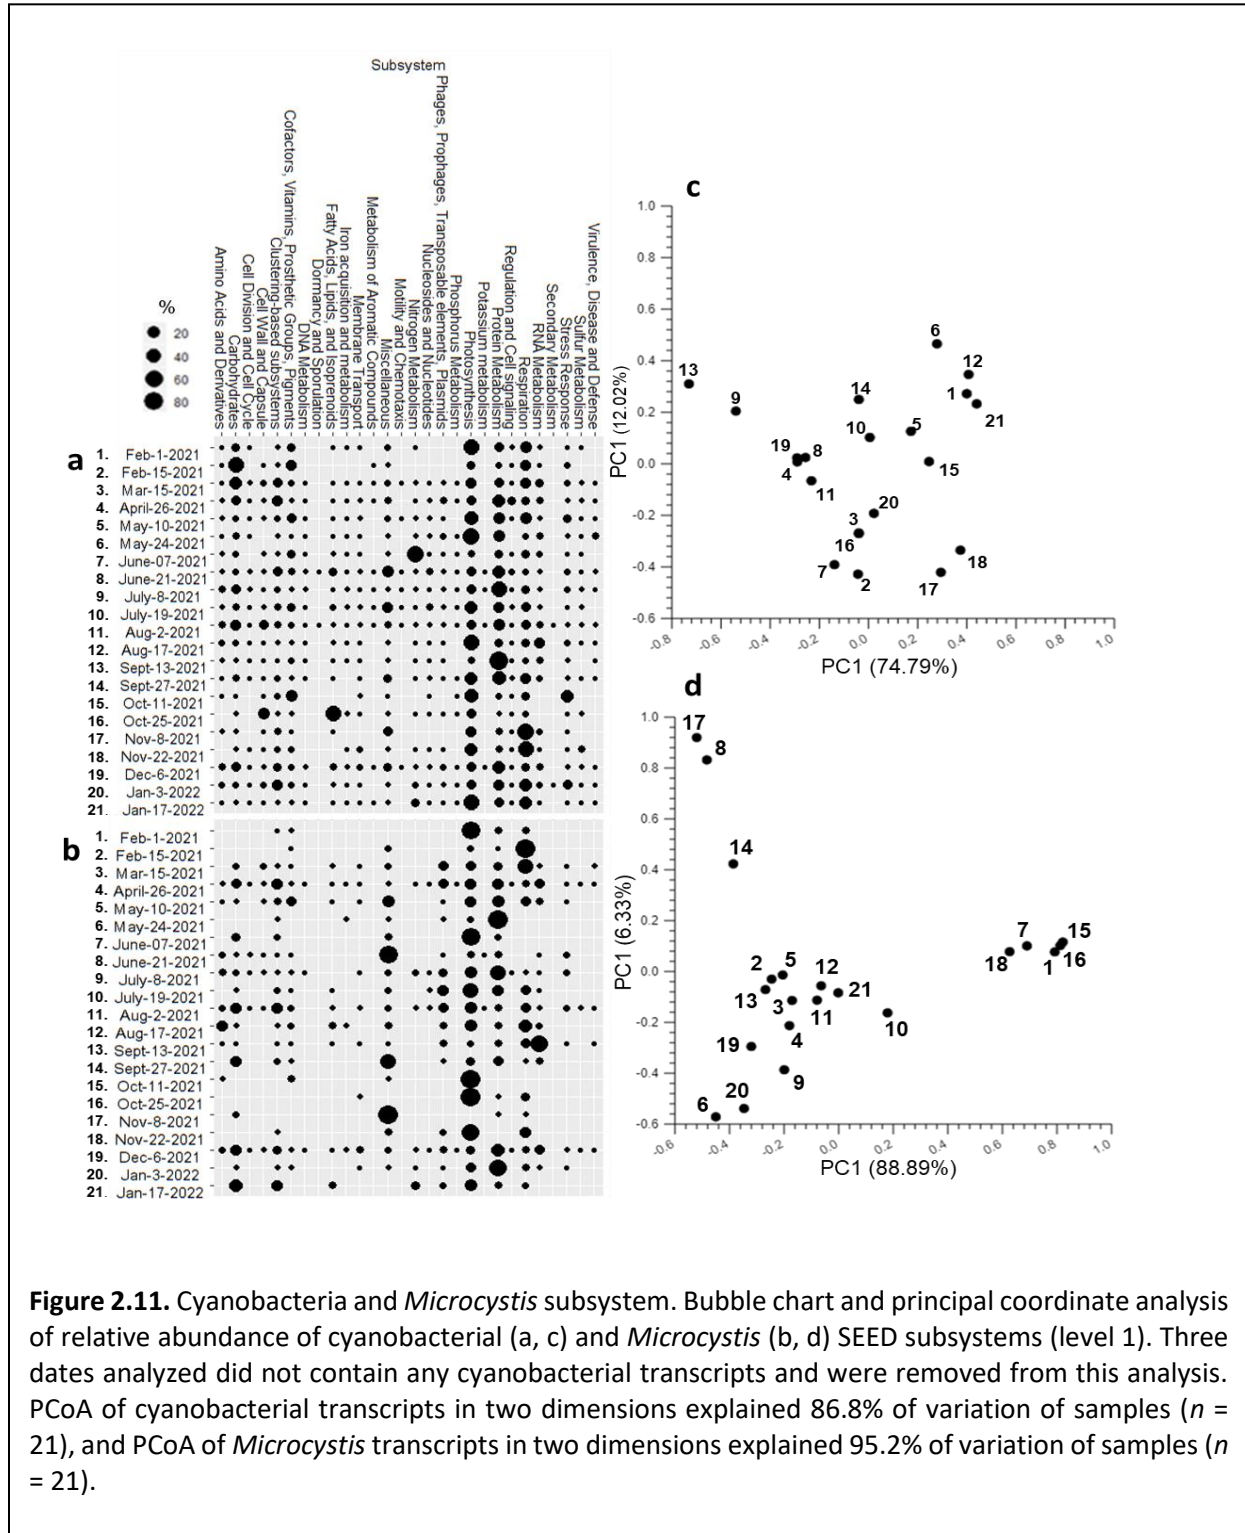 Subsystem
Amino Acids and Derivatives
Carbohydrates
Cell Division and Cell Cycle
Cell Wall and Capsule
Clustering-based subsystems
Cofactors, Vitamins, Prosthetic Groups, Pigments
DNA Metabolism
Dormancy and Sporulation
Fatty Acids, Lipids, and Isoprenoids
Iron acquisition and metabolism
Membrane Transport
Metabolism of Aromatic Compounds
Miscellaneous
Motility and Chemotaxis
Nitrogen Metabolism
Nucleosides and Nucleotides
Phages, Prophages, Transposable elements, Plasmids
Phosphorus Metabolism
Photosynthesis
Potassium metabolism
Protein Metabolism
Regulation and Cell signaling
Respiration
RNA Metabolism
Secondary Metabolism
Stress Response
Sulfur Metabolism
Virulence, Disease and Defense
%
20
40
60
80
a
1. Feb-1-2021
2. Feb-15-2021
3. Mar-15-2021
4. April-26-2021
5. May-10-2021
6. May-24-2021
7. June-07-2021
8. June-21-2021
9. July-8-2021
10. July-19-2021
11. Aug-2-2021
12. Aug-17-2021
13. Sept-13-2021
14. Sept-27-2021
15. Oct-11-2021
16. Oct-25-2021
17. Nov-8-2021
18. Nov-22-2021
19. Dec-6-2021
20. Jan-3-2022
21. Jan-17-2022
b
1. Feb-1-2021
2. Feb-15-2021
3. Mar-15-2021
4. April-26-2021
5. May-10-2021
6. May-24-2021
7. June-07-2021
8. June-21-2021
9. July-8-2021
10. July-19-2021
11. Aug-2-2021
12. Aug-17-2021
13. Sept-13-2021
14. Sept-27-2021
15. Oct-11-2021
16. Oct-25-2021
17. Nov-8-2021
18. Nov-22-2021
19. Dec-6-2021
20. Jan-3-2022
21. Jan-17-2022
c
PC1 (12.02%)
1.0
0.8
0.6
0.4
0.2
0.0
-0.2
-0.4
-0.6
6
12
13
1
21
9
14
10
5
19
8
4
15
11
20
3
16
18
7
2
17
-0.8 -0.6 -0.4 -0.2 0.0 0.2 0.4 0.6 0.8 1.0
PC1 (74.79%)
d
PC1 (6.33%)
1.0
0.8
0.6
0.4
0.2
0.0
-0.2
-0.4
-0.6
17
8
14
7
15
18
1
16
2
5
12
13
3
11
21
10
4
19
9
20
6
-0.6 -0.4 -0.2 0.0 0.2 0.4 0.6 0.8 1.0
PC1 (88.89%)
Figure 2.11. Cyanobacteria and Microcystis subsystem. Bubble chart and principal coordinate analysis
of relative abundance of cyanobacterial (a, c) and Microcystis (b, d) SEED subsystems (level 1). Three
dates analyzed did not contain any cyanobacterial transcripts and were removed from this analysis.
PCoA of cyanobacterial transcripts in two dimensions explained 86.8% of variation of samples (n =
21), and PCoA of Microcystis transcripts in two dimensions explained 95.2% of variation of samples (n
= 21).